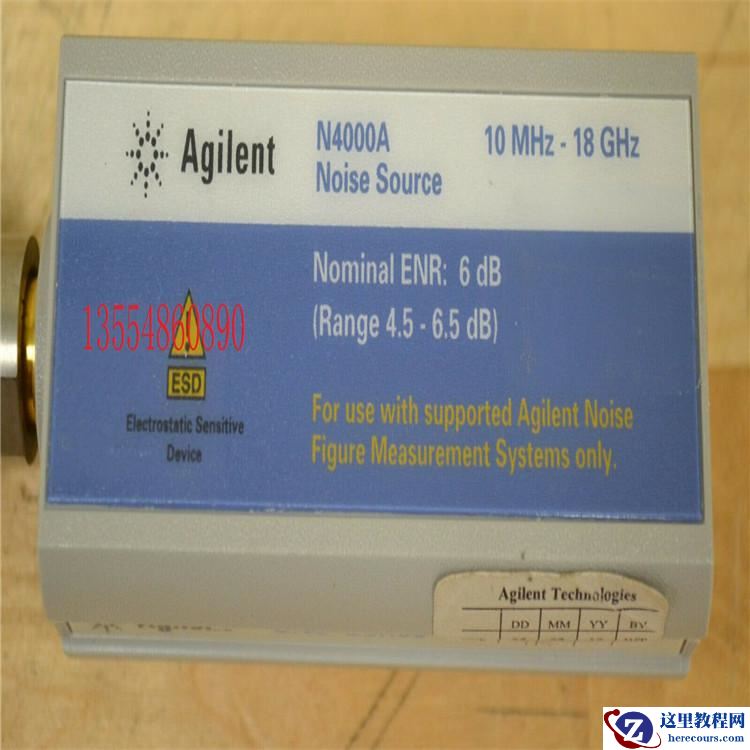 Agilent
N4000A
Noise Source
10 MHz - 18 GHz
Nominal ENR: 6 dB
(Range 4.5 - 6.5 dB)
13554860890
ESD
Electrostatic Sensitive
Device
For use with supported Agilent Noise
Figure Measurement Systems only.
Agilent Technologies
DD MM YY BY
这里教程网
herecours.com